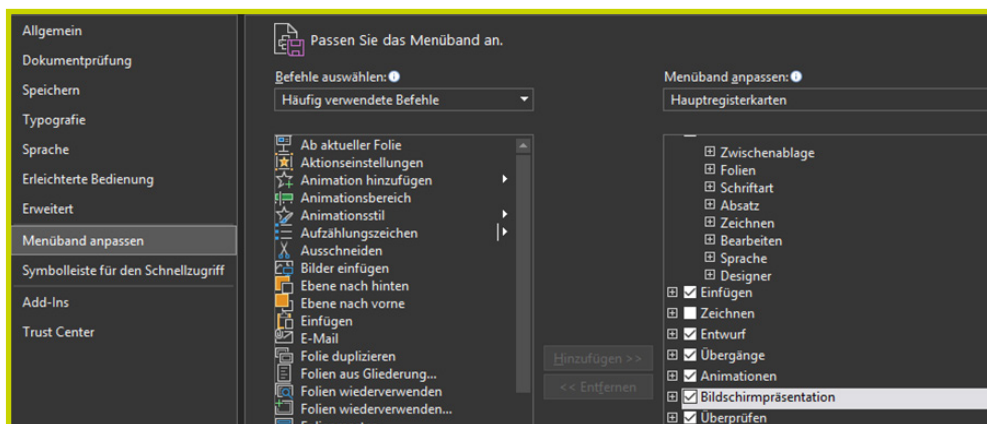 Allgemein
Dokumentprüfung
Speichern
Typografie
Sprache
Erleichterte Bedienung
Erweitert
Menüband anpassen
Symbolleiste für den Schnellzugriff
Add-Ins
Trust Center
Passen Sie das Menüband an.
Befehle auswählen:
Häufig verwendete Befehle
Ab aktueller Folie
Aktionseinstellungen
Animation hinzufügen
Animationsbereich
Animationsstil
Aufzählungszeichen
Ausschneiden
Bilder einfügen
Ebene nach hinten
Ebene nach vorne
Einfügen
E-Mail
Folie duplizieren
Folien aus Gliederung...
Folien wiederverwenden
Folien wiederverwenden...
Hinzufügen >>
<< Entfernen
Menüband anpassen:
Hauptregisterkarten
Zwischenablage
Folien
Schriftart
Absatz
Zeichnen
Bearbeiten
Sprache
Designer
Einfügen
Zeichnen
Entwurf
Übergänge
Animationen
Bildschirmpräsentation
Überprüfen